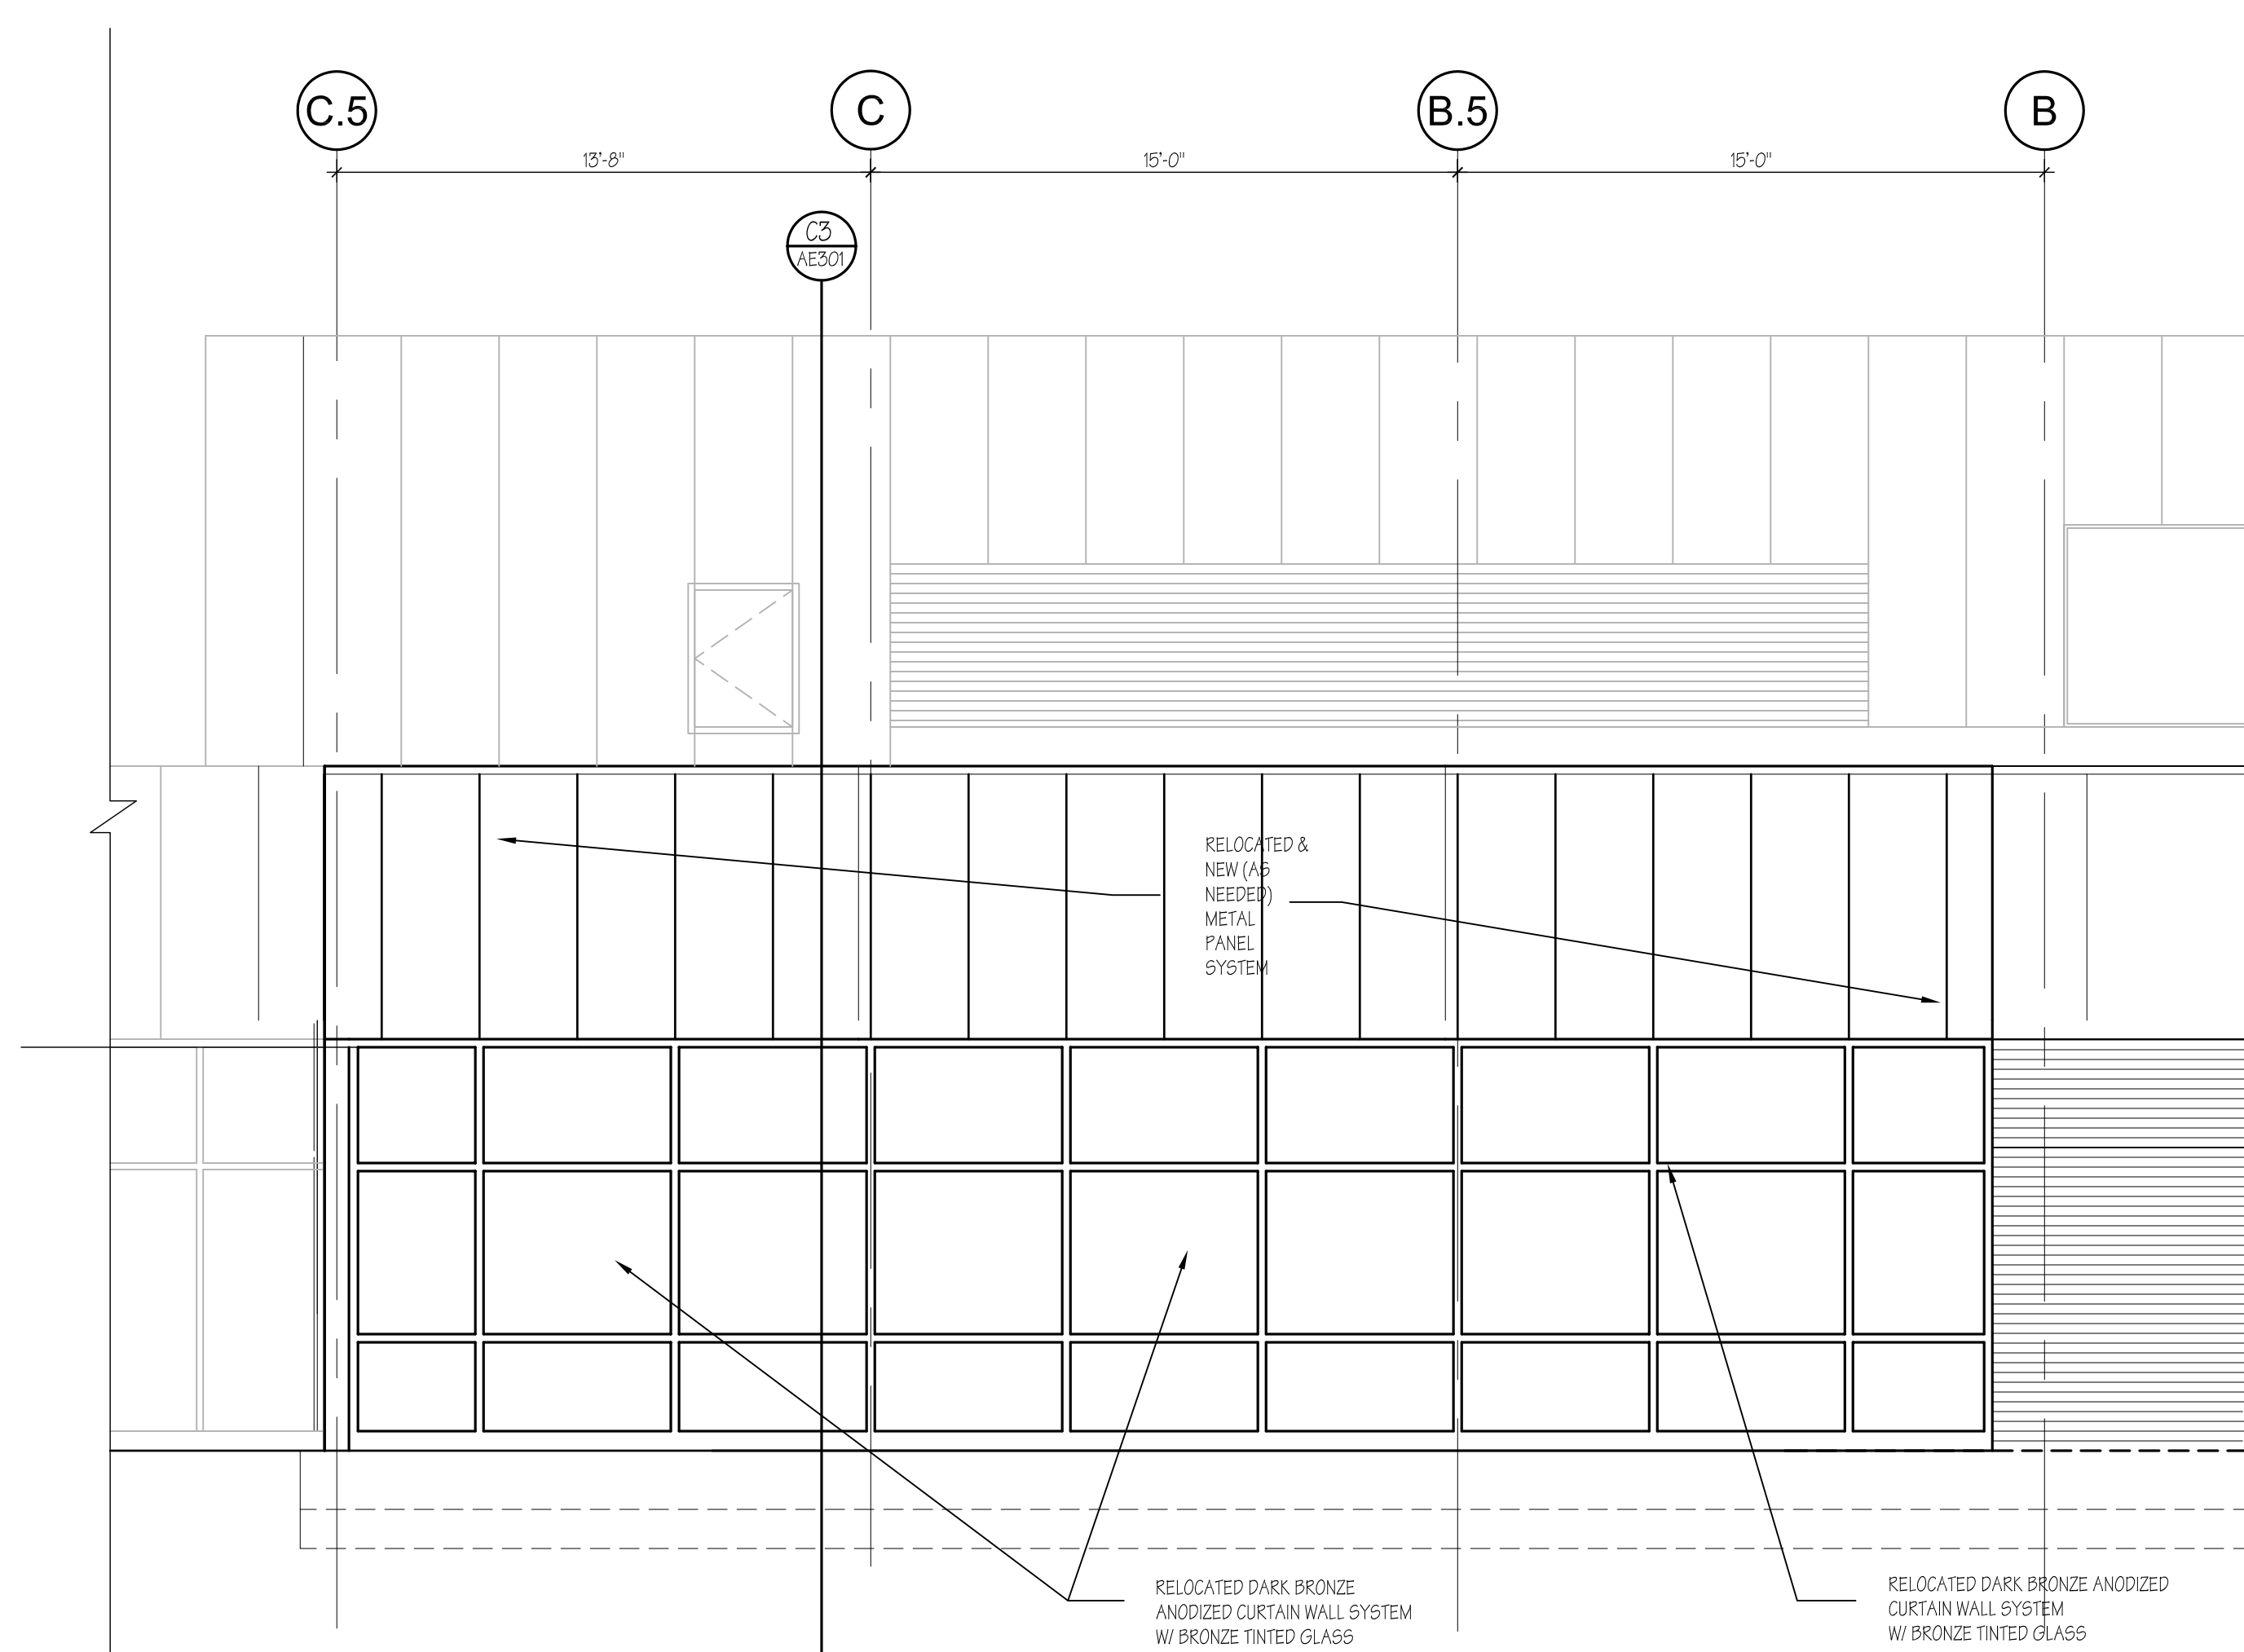 C.5
C
B.5
B
13'-8"
15'-0"
15'-0"
C3
AE301
RELOCATED &
NEW (AS
NEEDED)
METAL
PANEL
SYSTEM
RELOCATED DARK BRONZE
ANODIZED CURTAIN WALL SYSTEM
W/ BRONZE TINTED GLASS
RELOCATED DARK BRONZE ANODIZED
CURTAIN WALL SYSTEM
W/ BRONZE TINTED GLASS